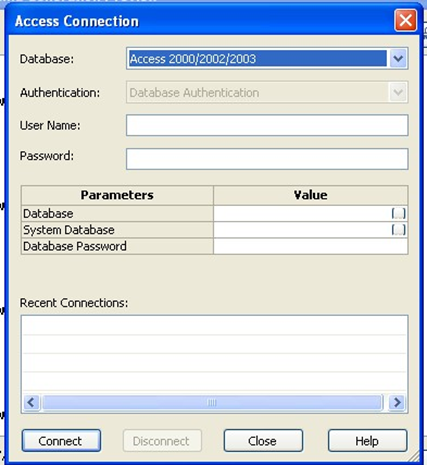 Access Connection
Database: Access 2000/2002/2003
Authentication: Database Authentication
User Name:
Password:
Parameters Value
Database
System Database
Database Password
Recent Connections:
Connect Disconnect Close Help